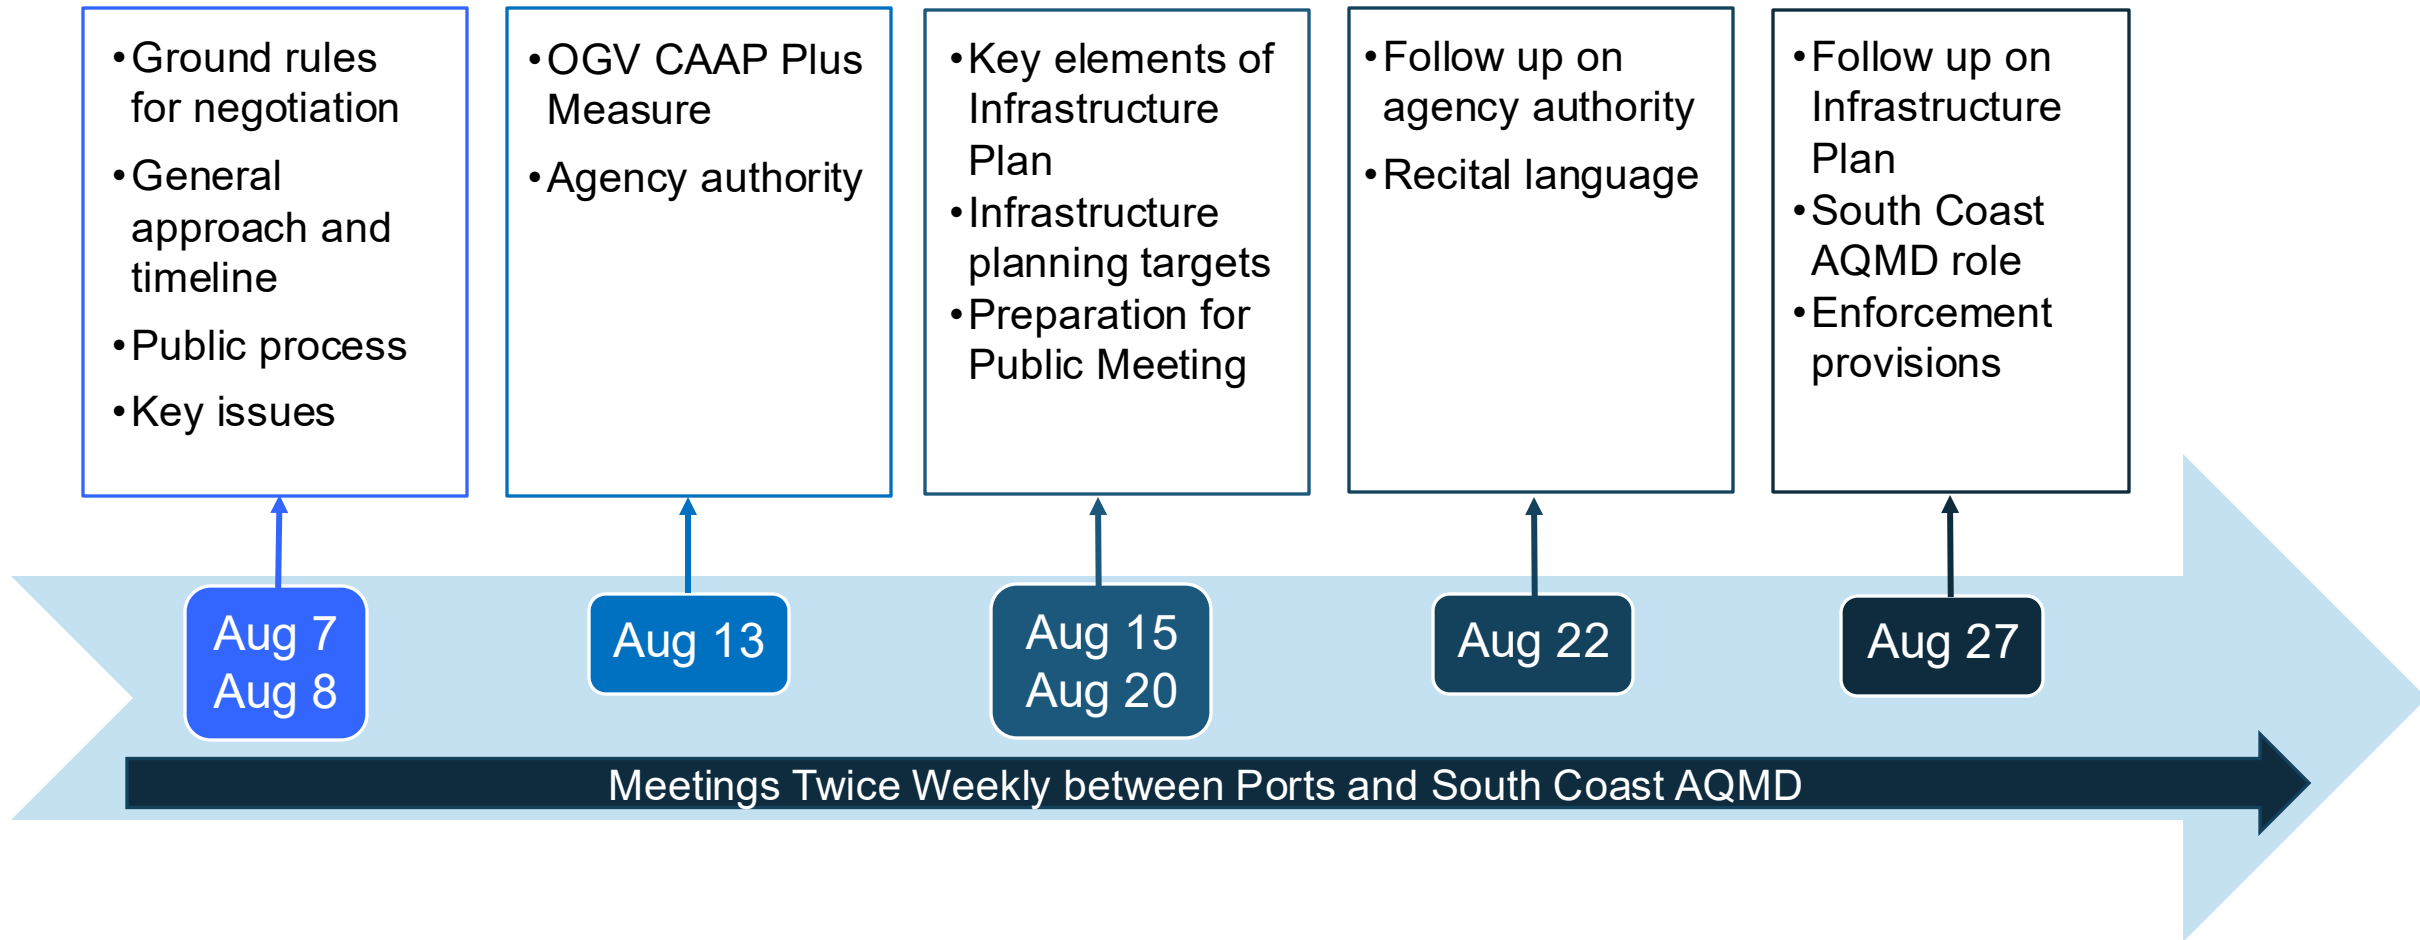 •Ground rules
for negotiation
•General
approach and
timeline
•Public process
•Key issues
•OGV CAAP Plus
Measure
•Agency authority
•Key elements of
Infrastructure
Plan
•Infrastructure
planning targets
•Preparation for
Public Meeting
•Follow up on
agency authority
•Recital language
•Follow up on
Infrastructure
Plan
•South Coast
AQMD role
•Enforcement
provisions
Aug 7
Aug 8
Aug 13
Aug 15
Aug 20
Aug 22
Aug 27
Meetings Twice Weekly between Ports and South Coast AQMD